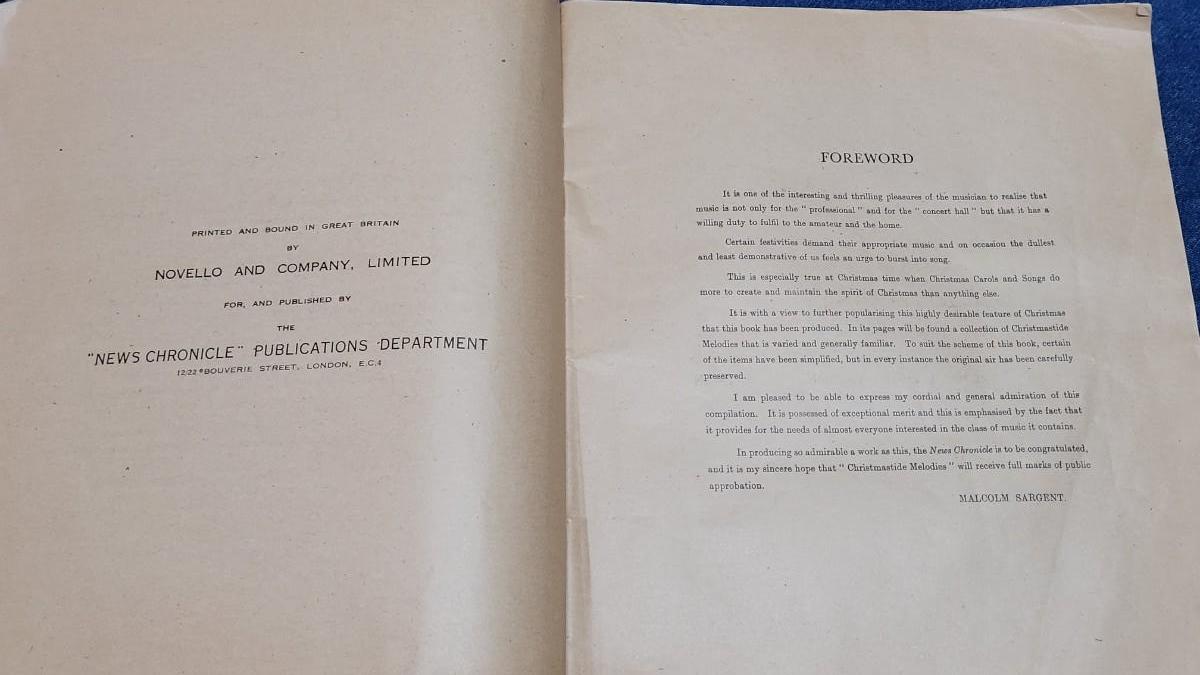 PRINTED AND BOUND IN GREAT BRITAIN
BY
NOVELLO AND COMPANY, LIMITED
FOR, AND PUBLISHED BY
THE
"NEWS CHRONICLE" PUBLICATIONS DEPARTMENT
12/22 BOUVERIE STREET, LONDON, E.C.4
FOREWORD
It is one of the interesting and thrilling pleasures of the musician to realise that
music is not only for the " professional " and for the " concert hall " but that it has a
willing duty to fulfil to the amateur and the home.
Certain festivities demand their appropriate music and on occasion the dullest
and least demonstrative of us feels an urge to burst into song.
This is especially true at Christmas time when Christmas Carols and Songs do
more to create and maintain the spirit of Christmas than anything else.
It is with a view to further popularising this highly desirable feature of Christmas
that this book has been produced. In its pages will be found a collection of Christmastide
Melodies that is varied and generally familiar. To suit the scheme of this book, certain
of the items have been simplified, but in every instance the original air has been carefully
preserved.
I am pleased to be able to express my cordial and general admiration of this
compilation. It is possessed of exceptional merit and this is emphasised by the fact that
it provides for the needs of almost everyone interested in the class of music it contains.
In producing so admirable a work as this, the News Chronicle is to be congratulated,
and it is my sincere hope that " Christmastide Melodies " will receive full marks of public
approbation.
MALCOLM SARGENT.